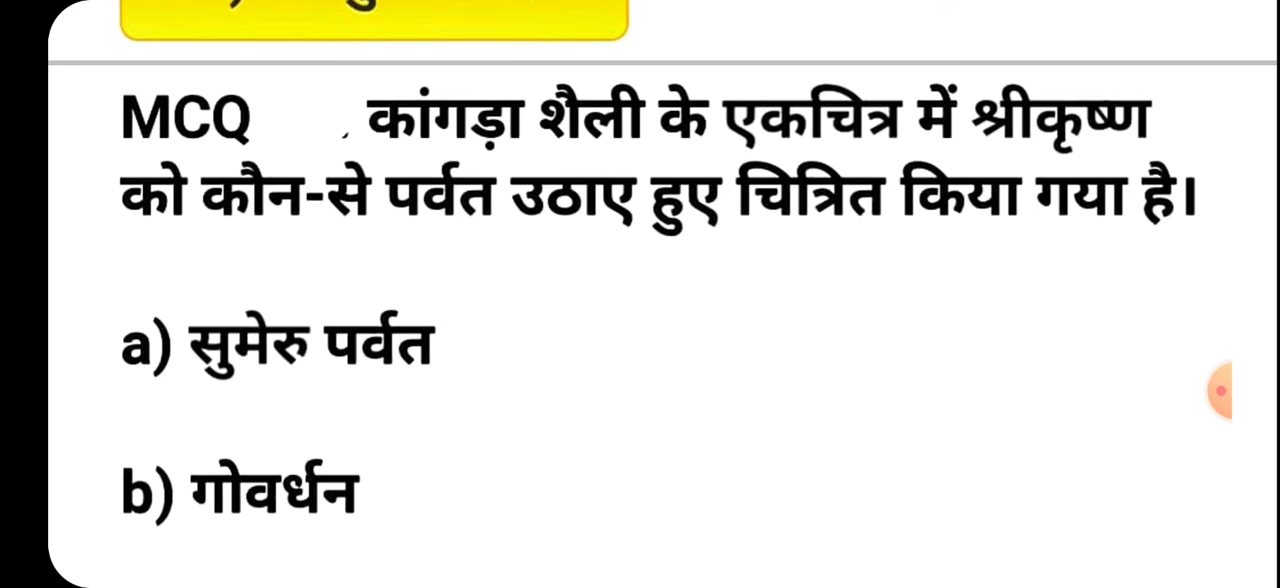 MCQ कांगड़ा शैली के एकचित्र में श्रीकृष्ण
को कौन-से पर्वत उठाए हुए चित्रित किया गया है।
a) सुमेरु पर्वत
b) गोवर्धन